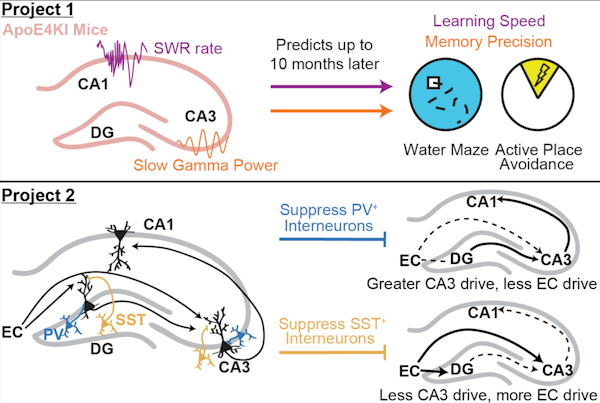 Project 1
ApoE4KI Mice
SWR rate
CA1
CA3
DG
Slow Gamma Power
Predicts up to
10 months later
Learning Speed
Memory Precision
Water Maze
Active Place
Avoidance
Project 2
CA1
EC
PV
SST
DG
CA3
Suppress PV⁺
Interneurons
CA1
EC
DG
CA3
Greater CA3 drive, less EC drive
Suppress SST⁺
Interneurons
CA1
EC
DG
CA3
Less CA3 drive, more EC drive